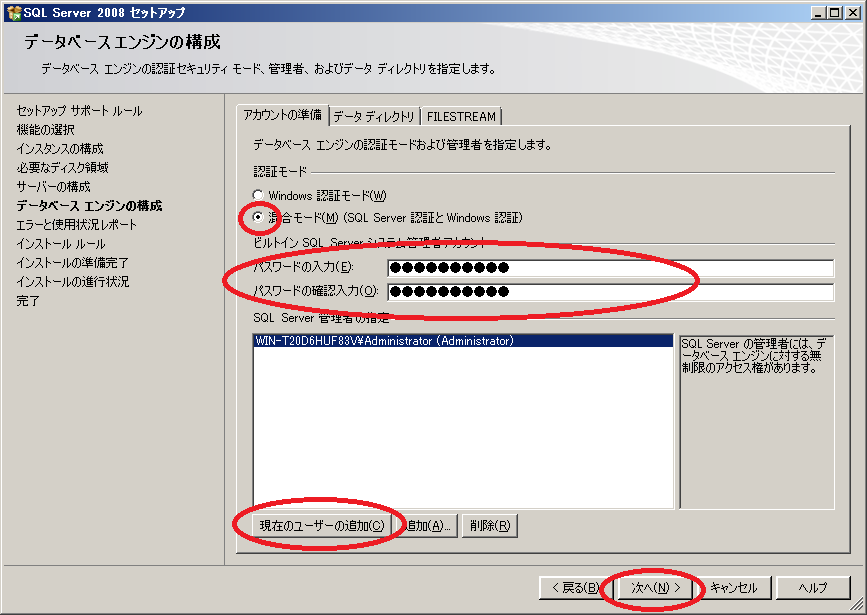 SQL Server 2008 セットアップ
データベース エンジンの構成
データベース エンジンの認証セキュリティ モード、管理者、およびデータ ディレクトリを指定します。
セットアップ サポート ルール
機能の選択
インスタンスの構成
必要なディスク領域
サーバーの構成
データベース エンジンの構成
エラーと使用状況レポート
インストール ルール
インストールの準備完了
インストールの進行状況
完了
アカウントの準備 データ ディレクトリ FILESTREAM
データベース エンジンの認証モードおよび管理者を指定します。
認証モード
Windows 認証モード(W)
混合モード(M) (SQL Server 認証と Windows 認証)
ビルトイン SQL Server システム管理者アカウント
パスワードの入力(E): ●●●●●●●●●●
パスワードの確認入力(O): ●●●●●●●●●●
SQL Server 管理者の指定
WIN-T20D6HUF83V¥Administrator (Administrator)
SQL Server の管理者には、デ
ータベース エンジンに対する無
制限のアクセス権があります。
現在のユーザーの追加(C) 追加(A)... 削除(R)
< 戻る(B) 次へ(N) > キャンセル ヘルプ